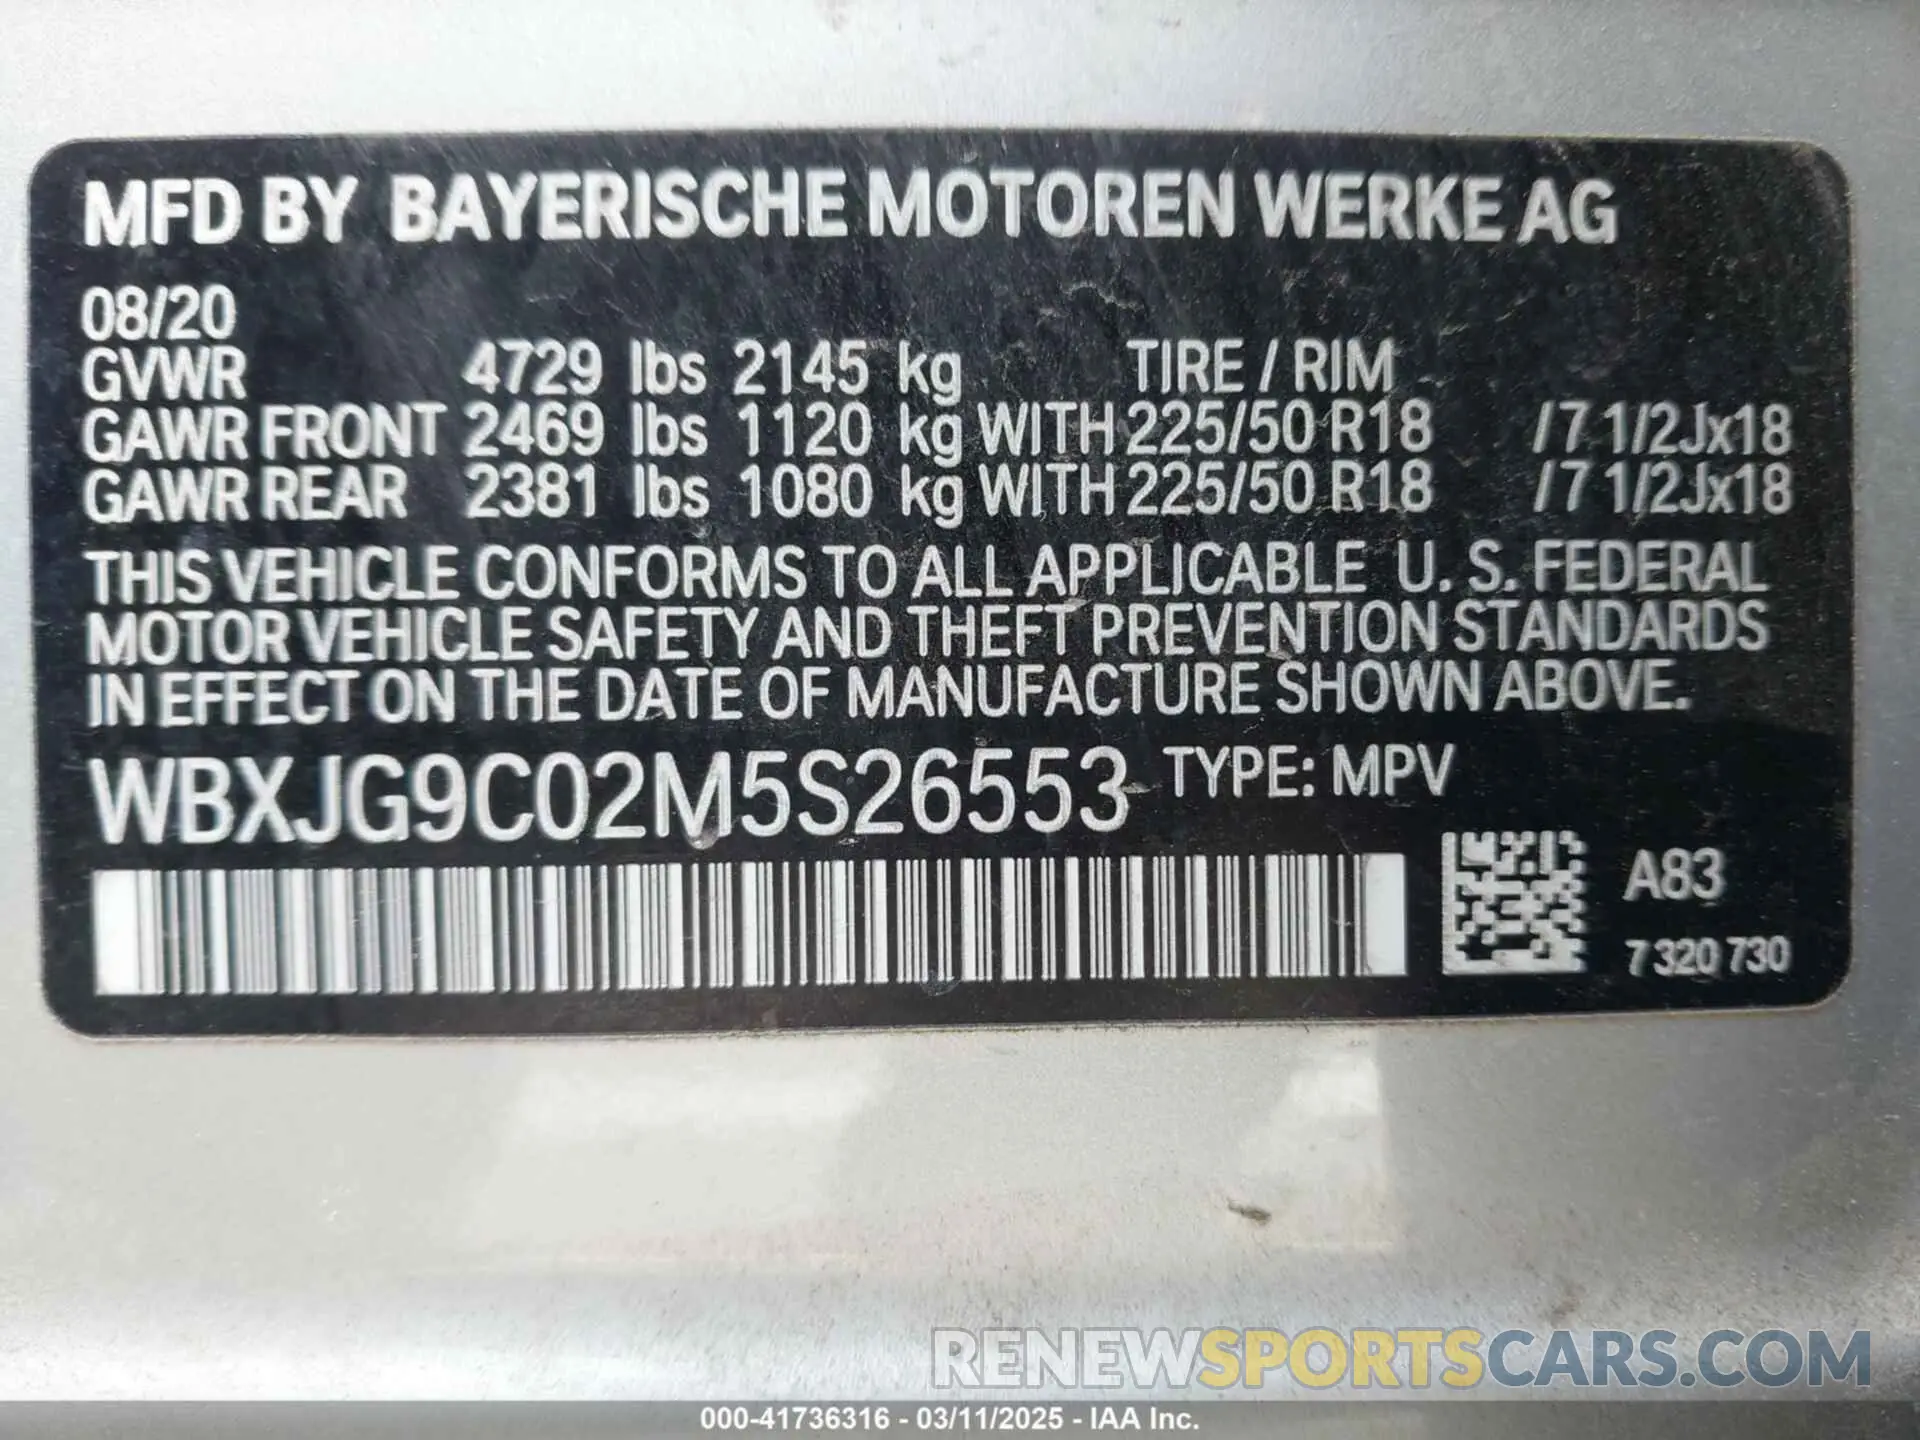 MFD BY BAYERISCHE MOTOREN WERKE AG
08/20
GVWR 4729 lbs 2145 kg TIRE / RIM
GAWR FRONT 2469 lbs 1120 kg WITH 225/50 R18 /7 1/2Jx18
GAWR REAR 2381 lbs 1080 kg WITH 225/50 R18 /7 1/2Jx18
THIS VEHICLE CONFORMS TO ALL APPLICABLE U. S. FEDERAL
MOTOR VEHICLE SAFETY AND THEFT PREVENTION STANDARDS
IN EFFECT ON THE DATE OF MANUFACTURE SHOWN ABOVE.
WBXJG9C02M5S26553 TYPE: MPV
A83
7 320 730
RENEWSPORTSCARS.COM
000-41736316 - 03/11/2025 - IAA Inc.